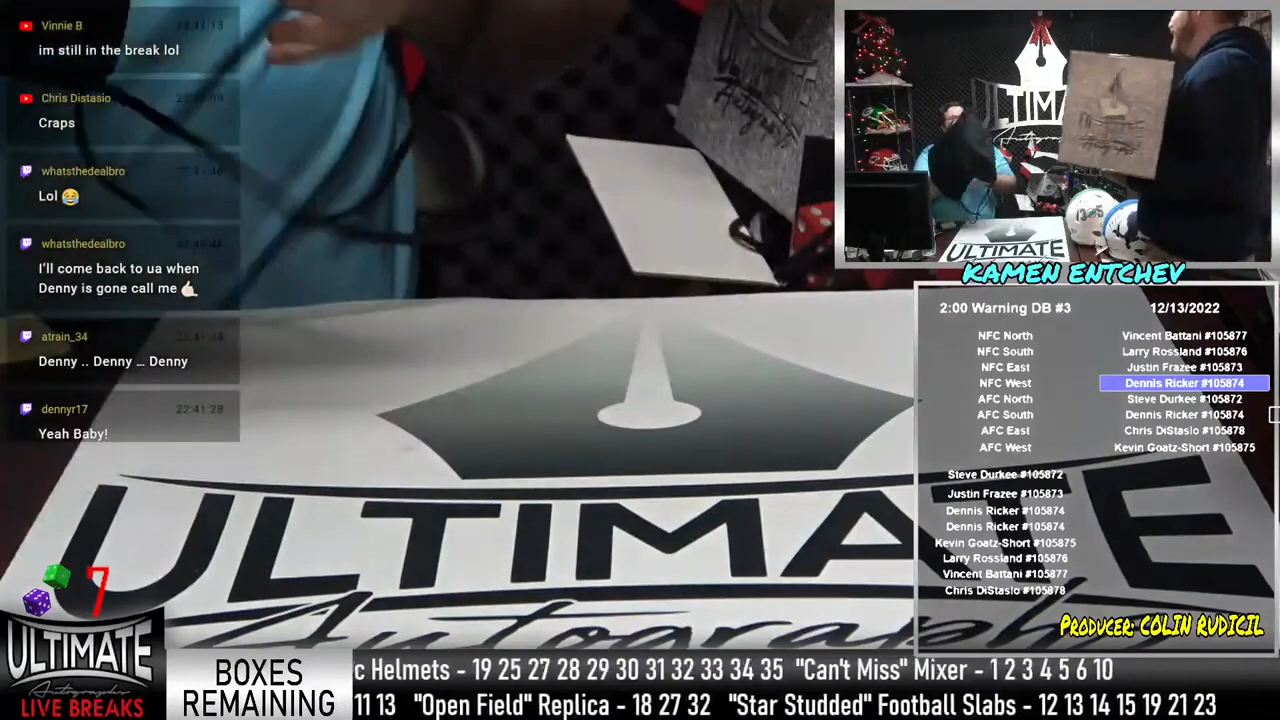 Vinnie B
im still in the break lol
Chris Distasio
Craps
whatsthedealbro
Lol 😂
whatsthedealbro
I'll come back to ua when
Denny is gone call me 🤙🏻
atrain_34 22:41:24
Denny .. Denny ... Denny
dennyr17 22:41:28
Yeah Baby!
ULTIMATE
KAMEN ENTCHEV
2:00 Warning DB #3 12/13/2022
NFC North Vincent Battani #105877
NFC South Larry Rossland #105876
NFC East Justin Frazee #105873
NFC West Dennis Ricker #105874
AFC North Steve Durkee #105872
AFC South Dennis Ricker #105874
AFC East Chris DiStasio #105878
AFC West Kevin Goatz-Short #105875
Steve Durkee #105872
Justin Frazee #105873
Dennis Ricker #105874
Dennis Ricker #105874
Kevin Goatz-Short #105875
Larry Rossland #105876
Vincent Battani #105877
Chris DiStasio #105878
PRODUCER: COLIN RUDICIL
ULTIMATE
Autographs
7
ULTIMATE
Autographs
LIVE BREAKS
BOXES
REMAINING
c Helmets - 19 25 27 28 29 30 31 32 33 34 35 "Can't Miss" Mixer - 1 2 3 4 5 6 10
11 13 "Open Field" Replica - 18 27 32 "Star Studded" Football Slabs - 12 13 14 15 19 21 23